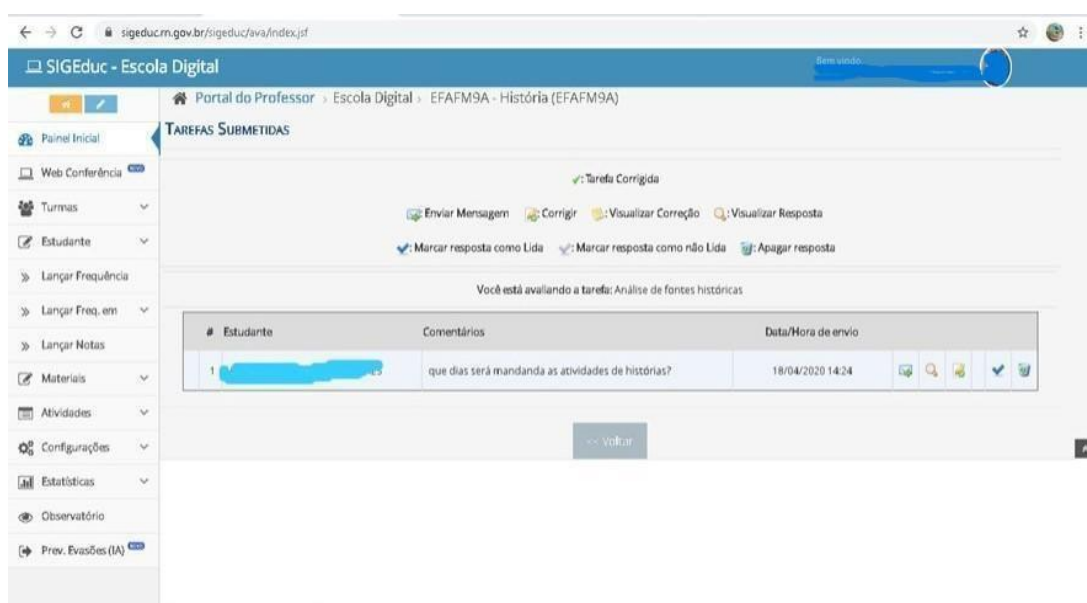 sigeduc.rn.gov.br/sigeduc/ava/index.jsf
SIGEduc - Escola Digital
Bem vindo
Portal do Professor › Escola Digital › EFAFM9A - História (EFAFM9A)
TAREFAS SUBMETIDAS
Painel Inicial
Web Conferência
Turmas
Estudante
Lançar Frequência
Lançar Freq. em
Lançar Notas
Materiais
Atividades
Configurações
Estatísticas
Observatório
Prev. Evasões (IA)
: Tarefa Corrigida
: Enviar Mensagem : Corrigir : Visualizar Correção : Visualizar Resposta
: Marcar resposta como Lida : Marcar resposta como não Lida : Apagar resposta
Você está avaliando a tarefa: Análise de fontes históricas
# Estudante Comentários Data/Hora de envio
1 que dias será mandanda as atividades de histórias? 18/04/2020 14:24
<< Voltar